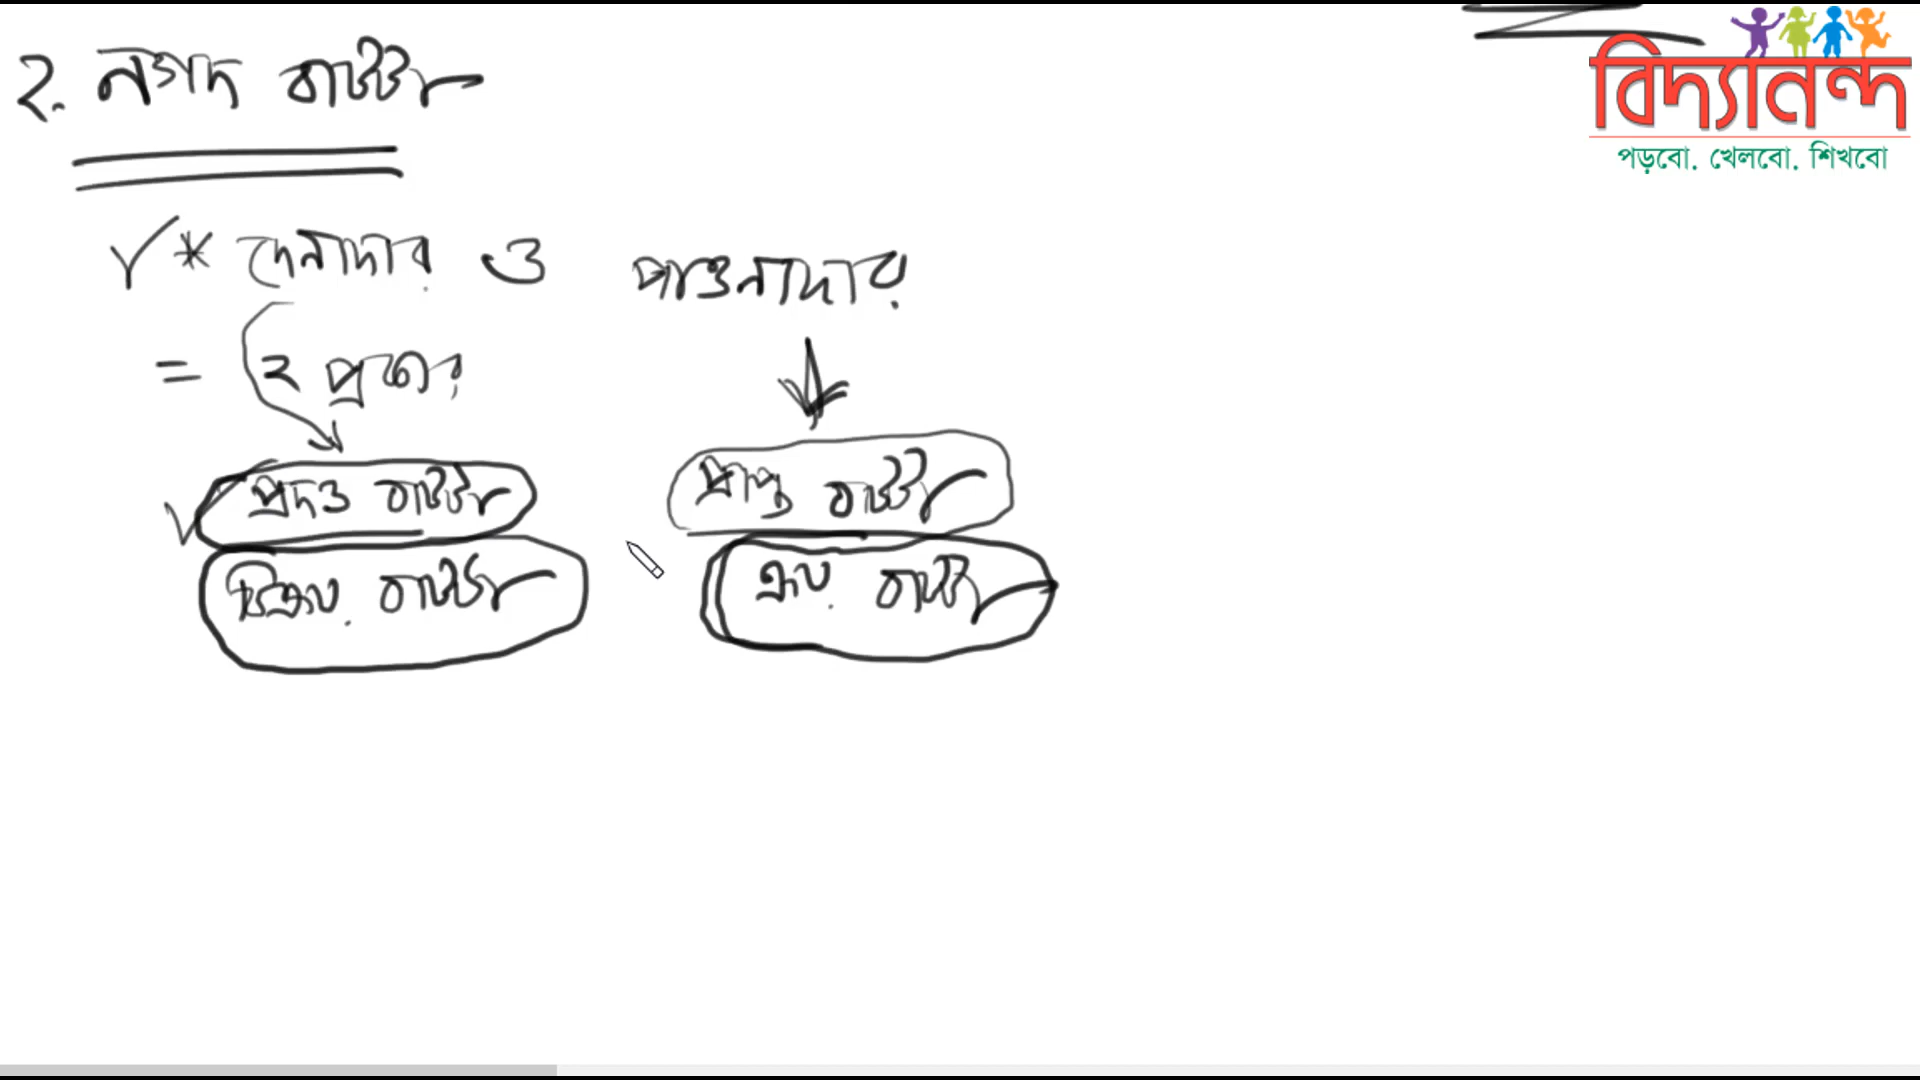 ২. নগদ বাট্টা
বিদ্যানন্দ
পড়বো. খেলবো. শিখবো
* দেনাদার ও পাওনাদার
= ২ প্রকার
প্রদত্ত বাট্টা প্রাপ্ত বাট্টা
বিক্রয় বাট্টা ক্রয় বাট্টা